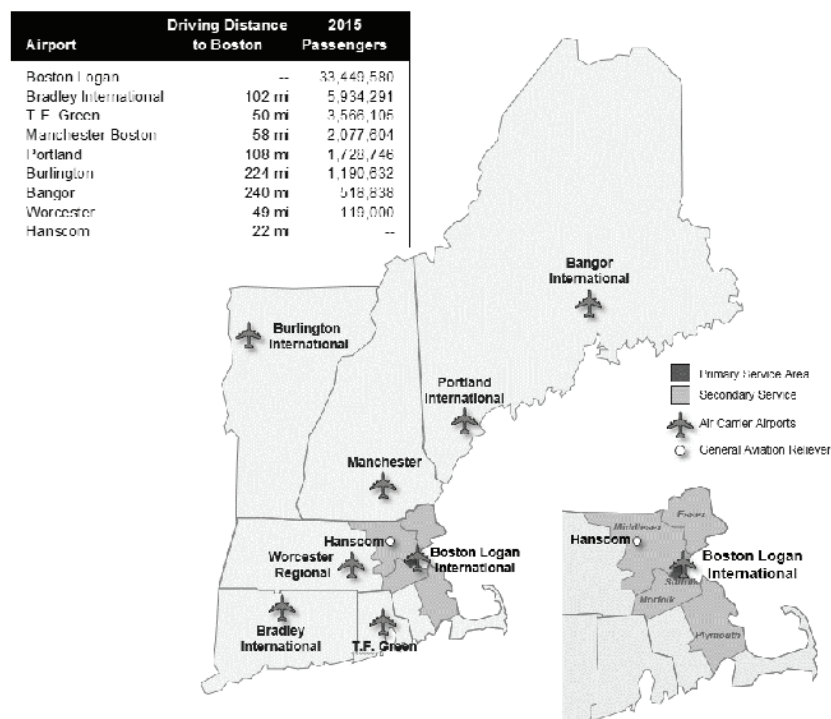 Airport
Driving Distance
to Boston
2015
Passengers
Boston Logan -- 33,449,580
Bradley International 102 mi 5,934,291
T.F. Green 50 mi 3,566,105
Manchester Boston 58 mi 2,077,604
Portland 108 mi 1,728,746
Burlington 224 mi 1,190,632
Bangor 240 mi 518,838
Worcester 49 mi 119,000
Hanscom 22 mi --
Bangor
International
Burlington
International
Portland
International
Primary Service Area
Secondary Service
Air Carrier Airports
General Aviation Reliever
Manchester
Hanscom
Worcester
Regional
Boston Logan
International
Bradley
International
T.F. Green
Essex
Middlesex
Hanscom
Boston Logan
International
Suffolk
Norfolk
Plymouth